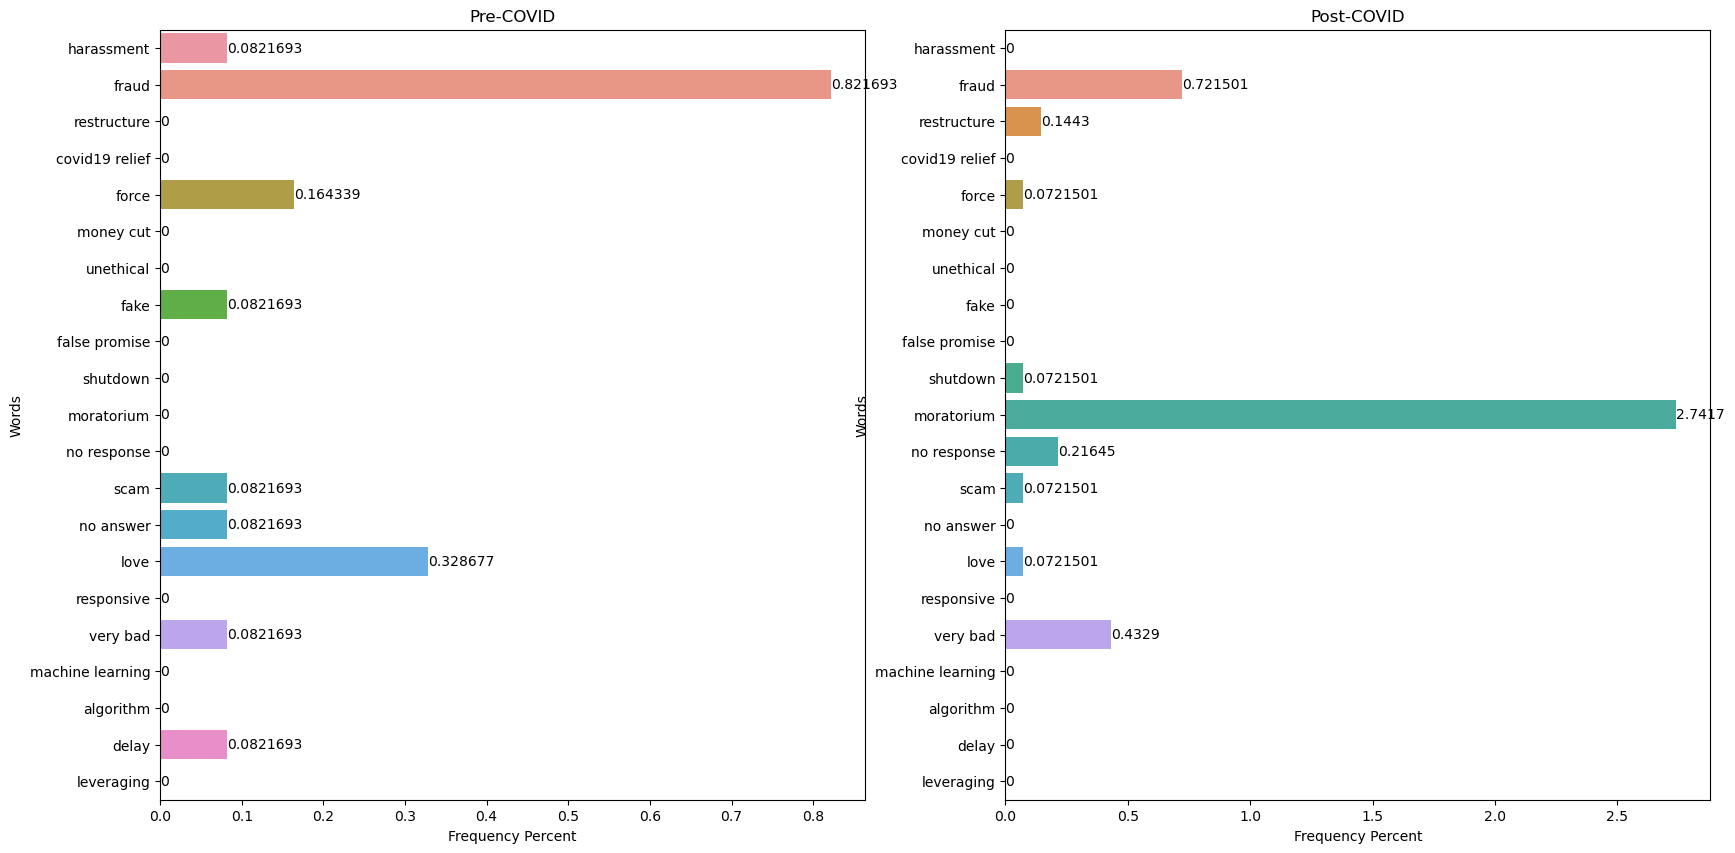 Pre-COVID
Words
harassment 0.0821693
fraud 0.821693
restructure 0
covid19 relief 0
force 0.164339
money cut 0
unethical 0
fake 0.0821693
false promise 0
shutdown 0
moratorium 0
no response 0
scam 0.0821693
no answer 0.0821693
love 0.328677
responsive 0
very bad 0.0821693
machine learning 0
algorithm 0
delay 0.0821693
leveraging 0
0.0 0.1 0.2 0.3 0.4 0.5 0.6 0.7 0.8
Frequency Percent
Post-COVID
Words
harassment 0
fraud 0.721501
restructure 0.1443
covid19 relief 0
force 0.0721501
money cut 0
unethical 0
fake 0
false promise 0
shutdown 0.0721501
moratorium 2.7417
no response 0.21645
scam 0.0721501
no answer 0
love 0.0721501
responsive 0
very bad 0.4329
machine learning 0
algorithm 0
delay 0
leveraging 0
0.0 0.5 1.0 1.5 2.0 2.5
Frequency Percent